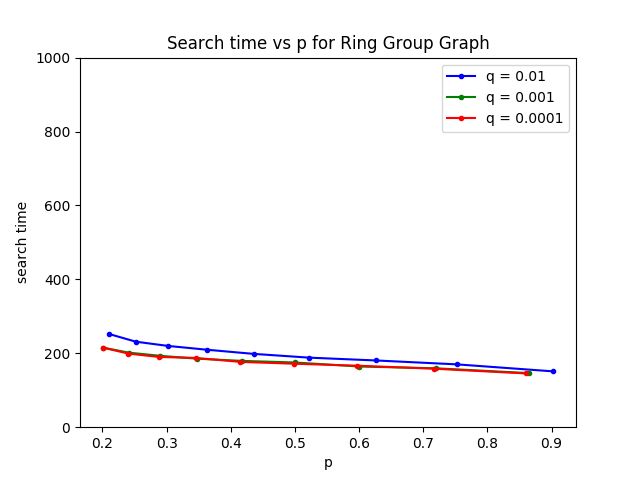 Search time vs p for Ring Group Graph
q = 0.01
q = 0.001
q = 0.0001
search time
1000
800
600
400
200
0
0.2 0.3 0.4 0.5 0.6 0.7 0.8 0.9
p